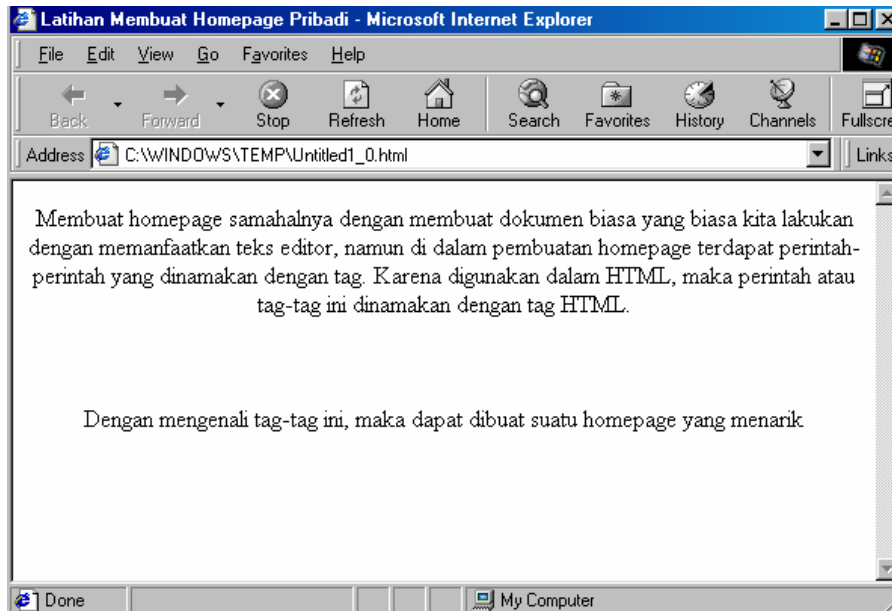 Latihan Membuat Homepage Pribadi - Microsoft Internet Explorer
File Edit View Go Favorites Help
Back Forward Stop Refresh Home Search Favorites History Channels Fullscre
Address C:\WINDOWS\TEMP\Untitled1_0.html Links
Membuat homepage samahalnya dengan membuat dokumen biasa yang biasa kita lakukan
dengan memanfaatkan teks editor, namun di dalam pembuatan homepage terdapat perintah-
perintah yang dinamakan dengan tag. Karena digunakan dalam HTML, maka perintah atau
tag-tag ini dinamakan dengan tag HTML.
Dengan mengenali tag-tag ini, maka dapat dibuat suatu homepage yang menarik
Done My Computer